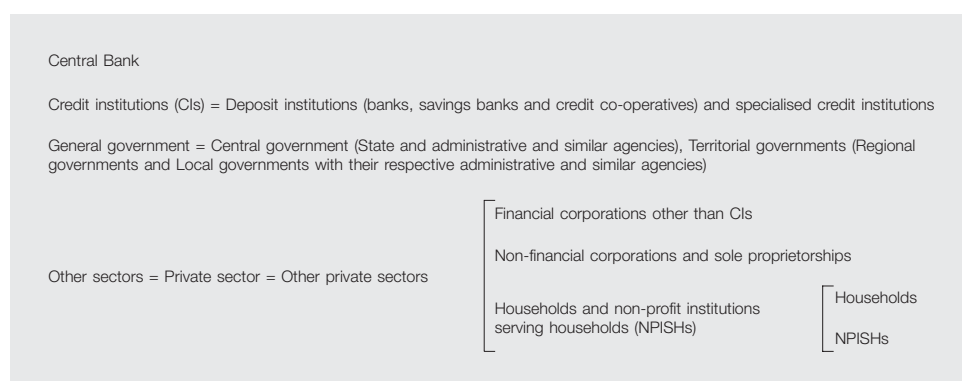 Central Bank
Credit institutions (CIs) = Deposit institutions (banks, savings banks and credit co-operatives) and specialised credit institutions
General government = Central government (State and administrative and similar agencies), Territorial governments (Regional
governments and Local governments with their respective administrative and similar agencies)
Other sectors = Private sector = Other private sectors
Financial corporations other than CIs
Non-financial corporations and sole proprietorships
Households and non-profit institutions
serving households (NPISHs)
Households
NPISHs